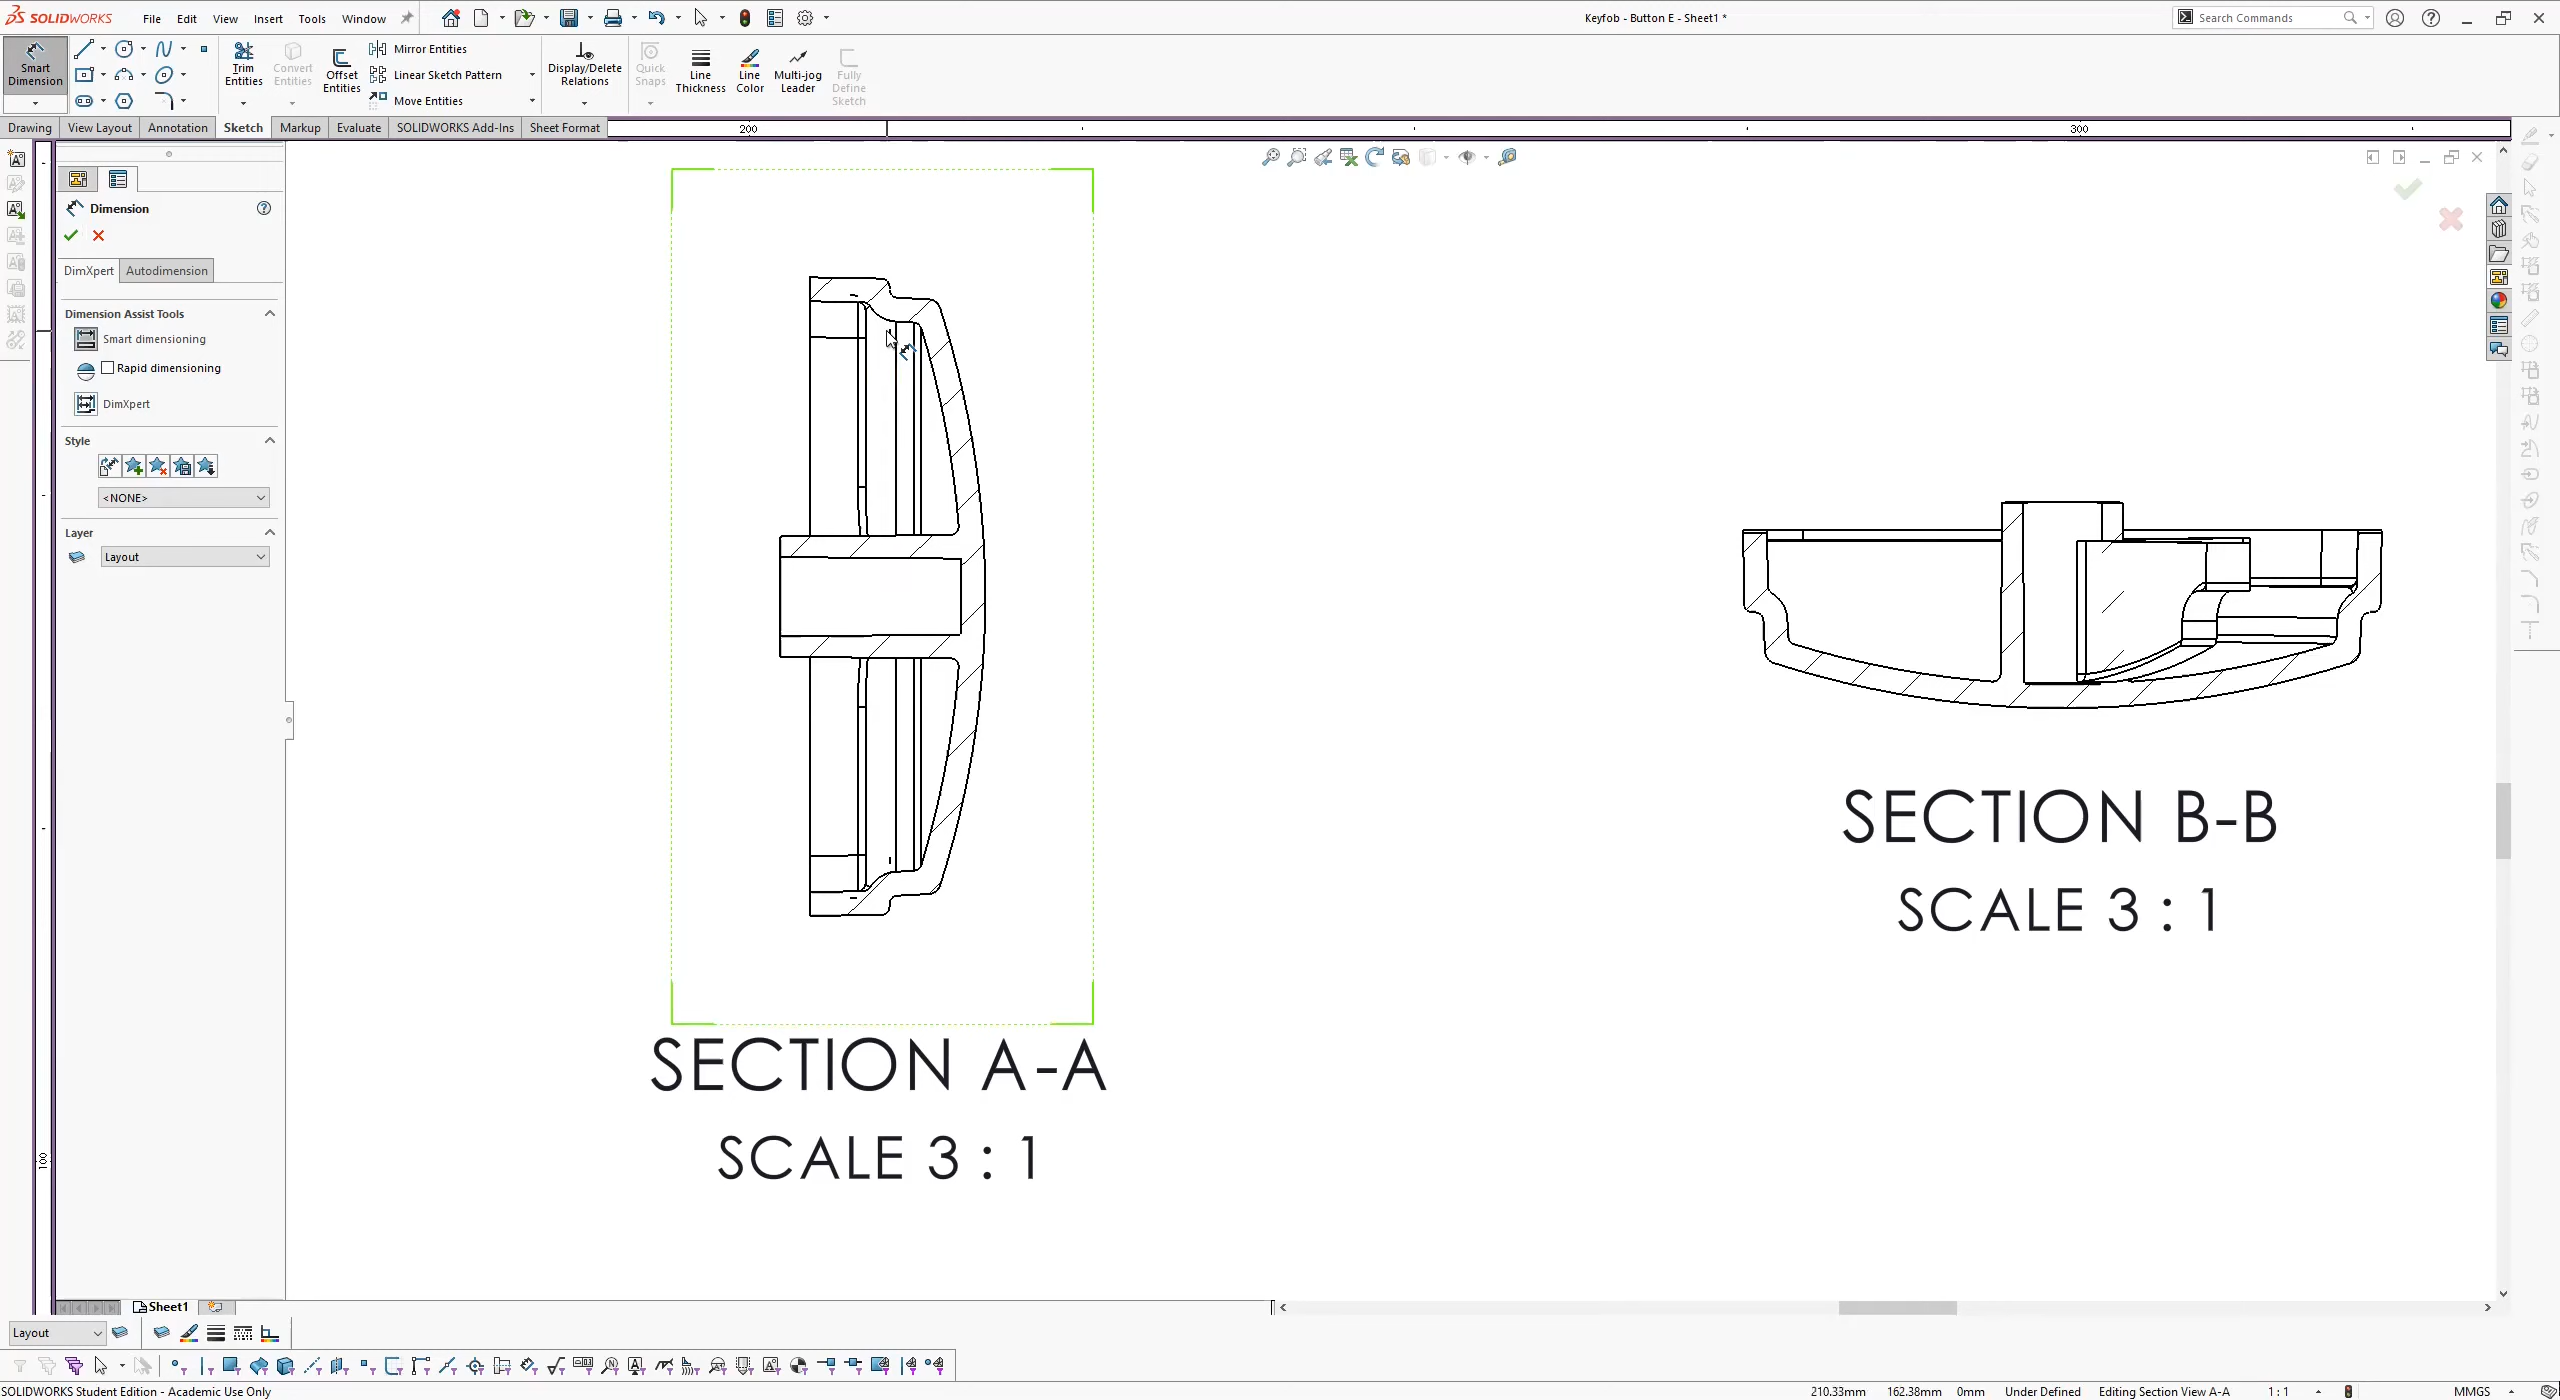 SOLIDWORKS
File Edit View Insert Tools Window
Keyfob - Button E - Sheet1 *
Search Commands
Smart Dimension
Trim Entities
Convert Entities
Offset Entities
Mirror Entities
Linear Sketch Pattern
Move Entities
Display/Delete Relations
Quick Snaps
Line Thickness
Line Color
Multi-jog Leader
Fully Define Sketch
Drawing View Layout Annotation Sketch Markup Evaluate SOLIDWORKS Add-Ins Sheet Format
200
300
Dimension
DimXpert Autodimension
Dimension Assist Tools
Smart dimensioning
Rapid dimensioning
DimXpert
Style
<NONE>
Layer
Layout
100
SECTION A-A
SCALE 3 : 1
SECTION B-B
SCALE 3 : 1
Sheet1
Layout
SOLIDWORKS Student Edition - Academic Use Only
210.33mm 162.38mm 0mm Under Defined Editing Section View A-A 1 : 1 MMGS